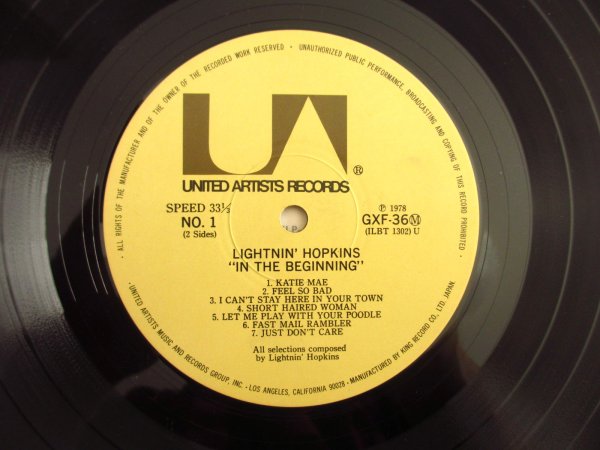 · ALL RIGHTS OF THE MANUFACTURER AND OF THE OWNER OF THE RECORDED WORK RESERVED · UNAUTHORIZED PUBLIC PERFORMANCE, BROADCASTING AND COPYING OF THIS RECORD PROHIBITED ·
UA®
UNITED ARTISTS RECORDS
SPEED 33⅓
NO. 1
(2 Sides)
Ⓟ 1978
GXF-36Ⓜ
(ILBT 1302) U
LIGHTNIN' HOPKINS
"IN THE BEGINNING"
1. KATIE MAE
2. FEEL SO BAD
3. I CAN'T STAY HERE IN YOUR TOWN
4. SHORT HAIRED WOMAN
5. LET ME PLAY WITH YOUR POODLE
6. FAST MAIL RAMBLER
7. JUST DON'T CARE
All selections composed
by Lightnin' Hopkins
·UNITED ARTISTS MUSIC AND RECORDS GROUP, INC. · LOS ANGELES, CALIFORNIA 90028 · MANUFACTURED BY KING RECORD CO. LTD, JAPAN.